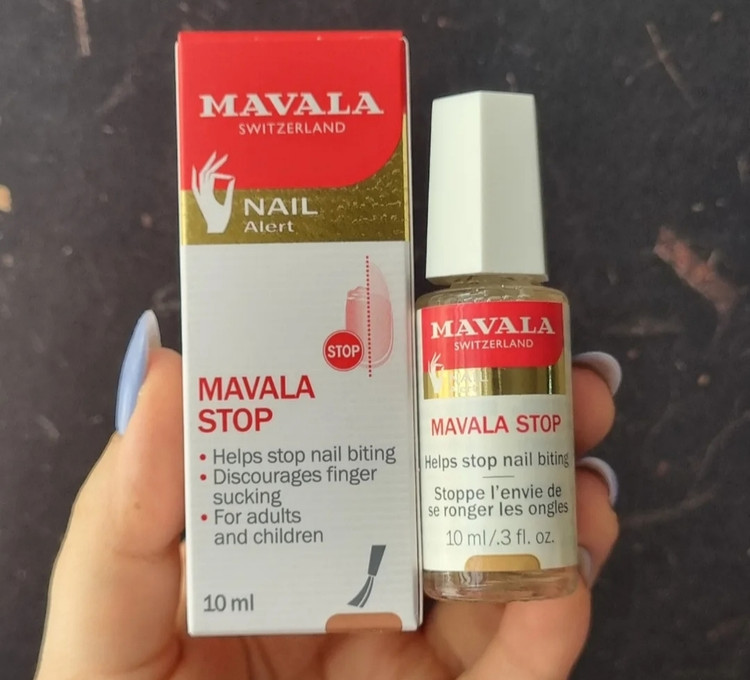 MAVALA
SWITZERLAND
NAIL
Alert
STOP
MAVALA
STOP
• Helps stop nail biting
• Discourages finger
sucking
• For adults
and children
10 ml
MAVALA
SWITZERLAND
NAIL
MAVALA STOP
Helps stop nail biting
Stoppe l'envie de
se ronger les ongles
10 ml/.3 fl. oz.